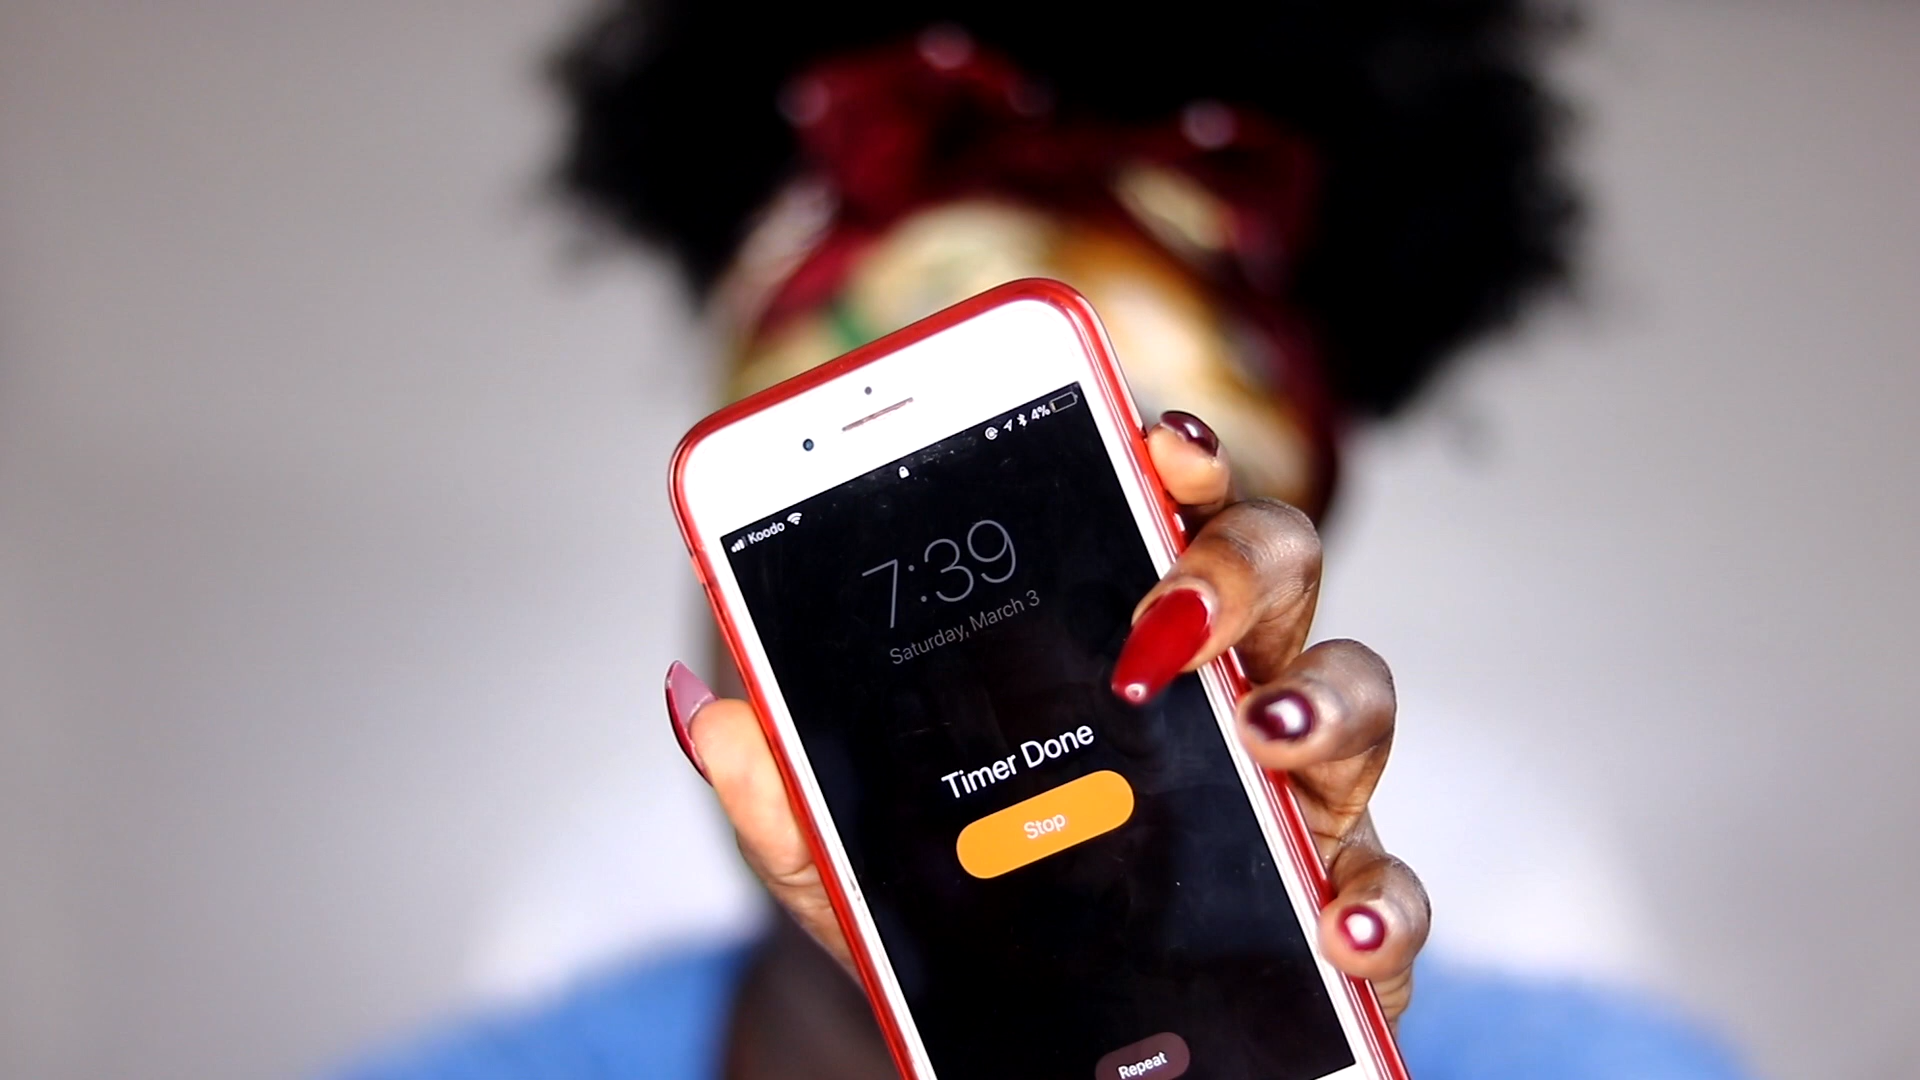 Koodo
4%
7:39
Saturday, March 3
Timer Done
Stop
Repeat